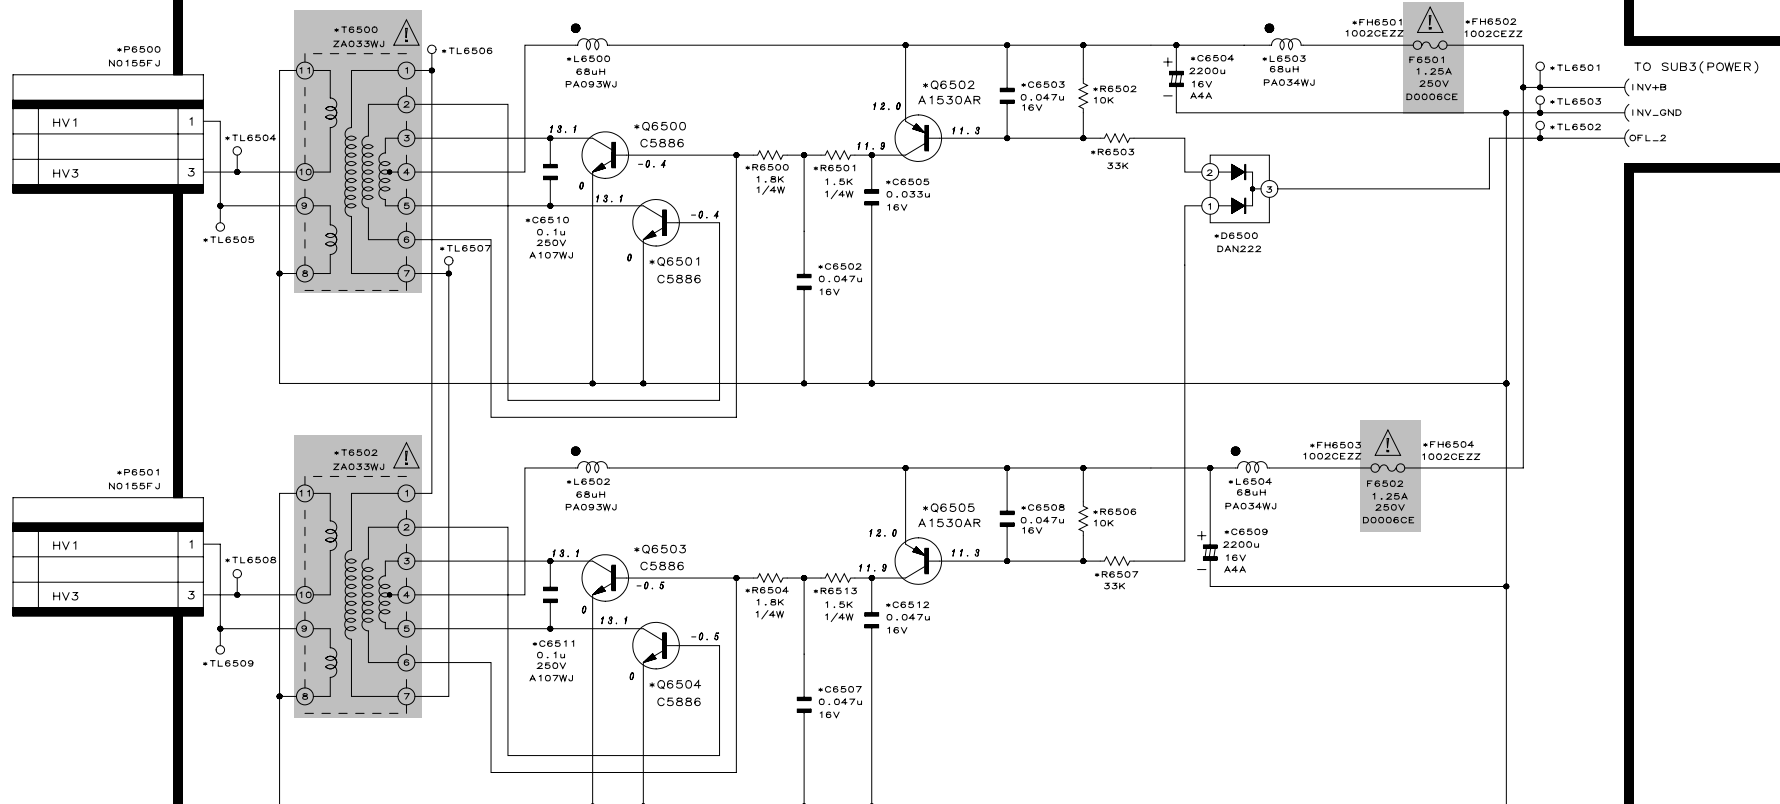 *P6500
N0155FJ
HV1 1
HV3 3
*TL6504
*TL6505
*T6500
ZA033WJ
11
10
9
8
1
2
3
4
5
6
7
*TL6506
*TL6507
*L6500
68uH
PA093WJ
13.1
*Q6500
C5886
-0.4
0
13.1
*C6510
0.1u
250V
A107WJ
-0.4
0
*Q6501
C5886
*R6500
1.8K
1/4W
*R6501
1.5K
1/4W
11.9
*C6505
0.033u
16V
*C6502
0.047u
16V
*Q6502
A1530AR
12.0
11.3
*C6503
0.047u
16V
*R6502
10K
*R6503
33K
+
-
*C6504
2200u
16V
A4A
*L6503
68uH
PA034WJ
*FH6501
1002CEZZ
*FH6502
1002CEZZ
F6501
1.25A
250V
D0006CE
2
1
3
*D6500
DAN222
*TL6501
*TL6503
*TL6502
TO SUB3(POWER)
INV+B
INV_GND
OFL_2
*P6501
N0155FJ
HV1 1
HV3 3
*TL6508
*TL6509
*T6502
ZA033WJ
11
10
9
8
1
2
3
4
5
6
7
*L6502
68uH
PA093WJ
13.1
*Q6503
C5886
-0.5
0
13.1
*C6511
0.1u
250V
A107WJ
-0.5
0
*Q6504
C5886
*R6504
1.8K
1/4W
*R6513
1.5K
1/4W
11.9
*C6512
0.047u
16V
*C6507
0.047u
16V
*Q6505
A1530AR
12.0
11.3
*C6508
0.047u
16V
*R6506
10K
*R6507
33K
+
-
*C6509
2200u
16V
A4A
*L6504
68uH
PA034WJ
*FH6503
1002CEZZ
*FH6504
1002CEZZ
F6502
1.25A
250V
D0006CE